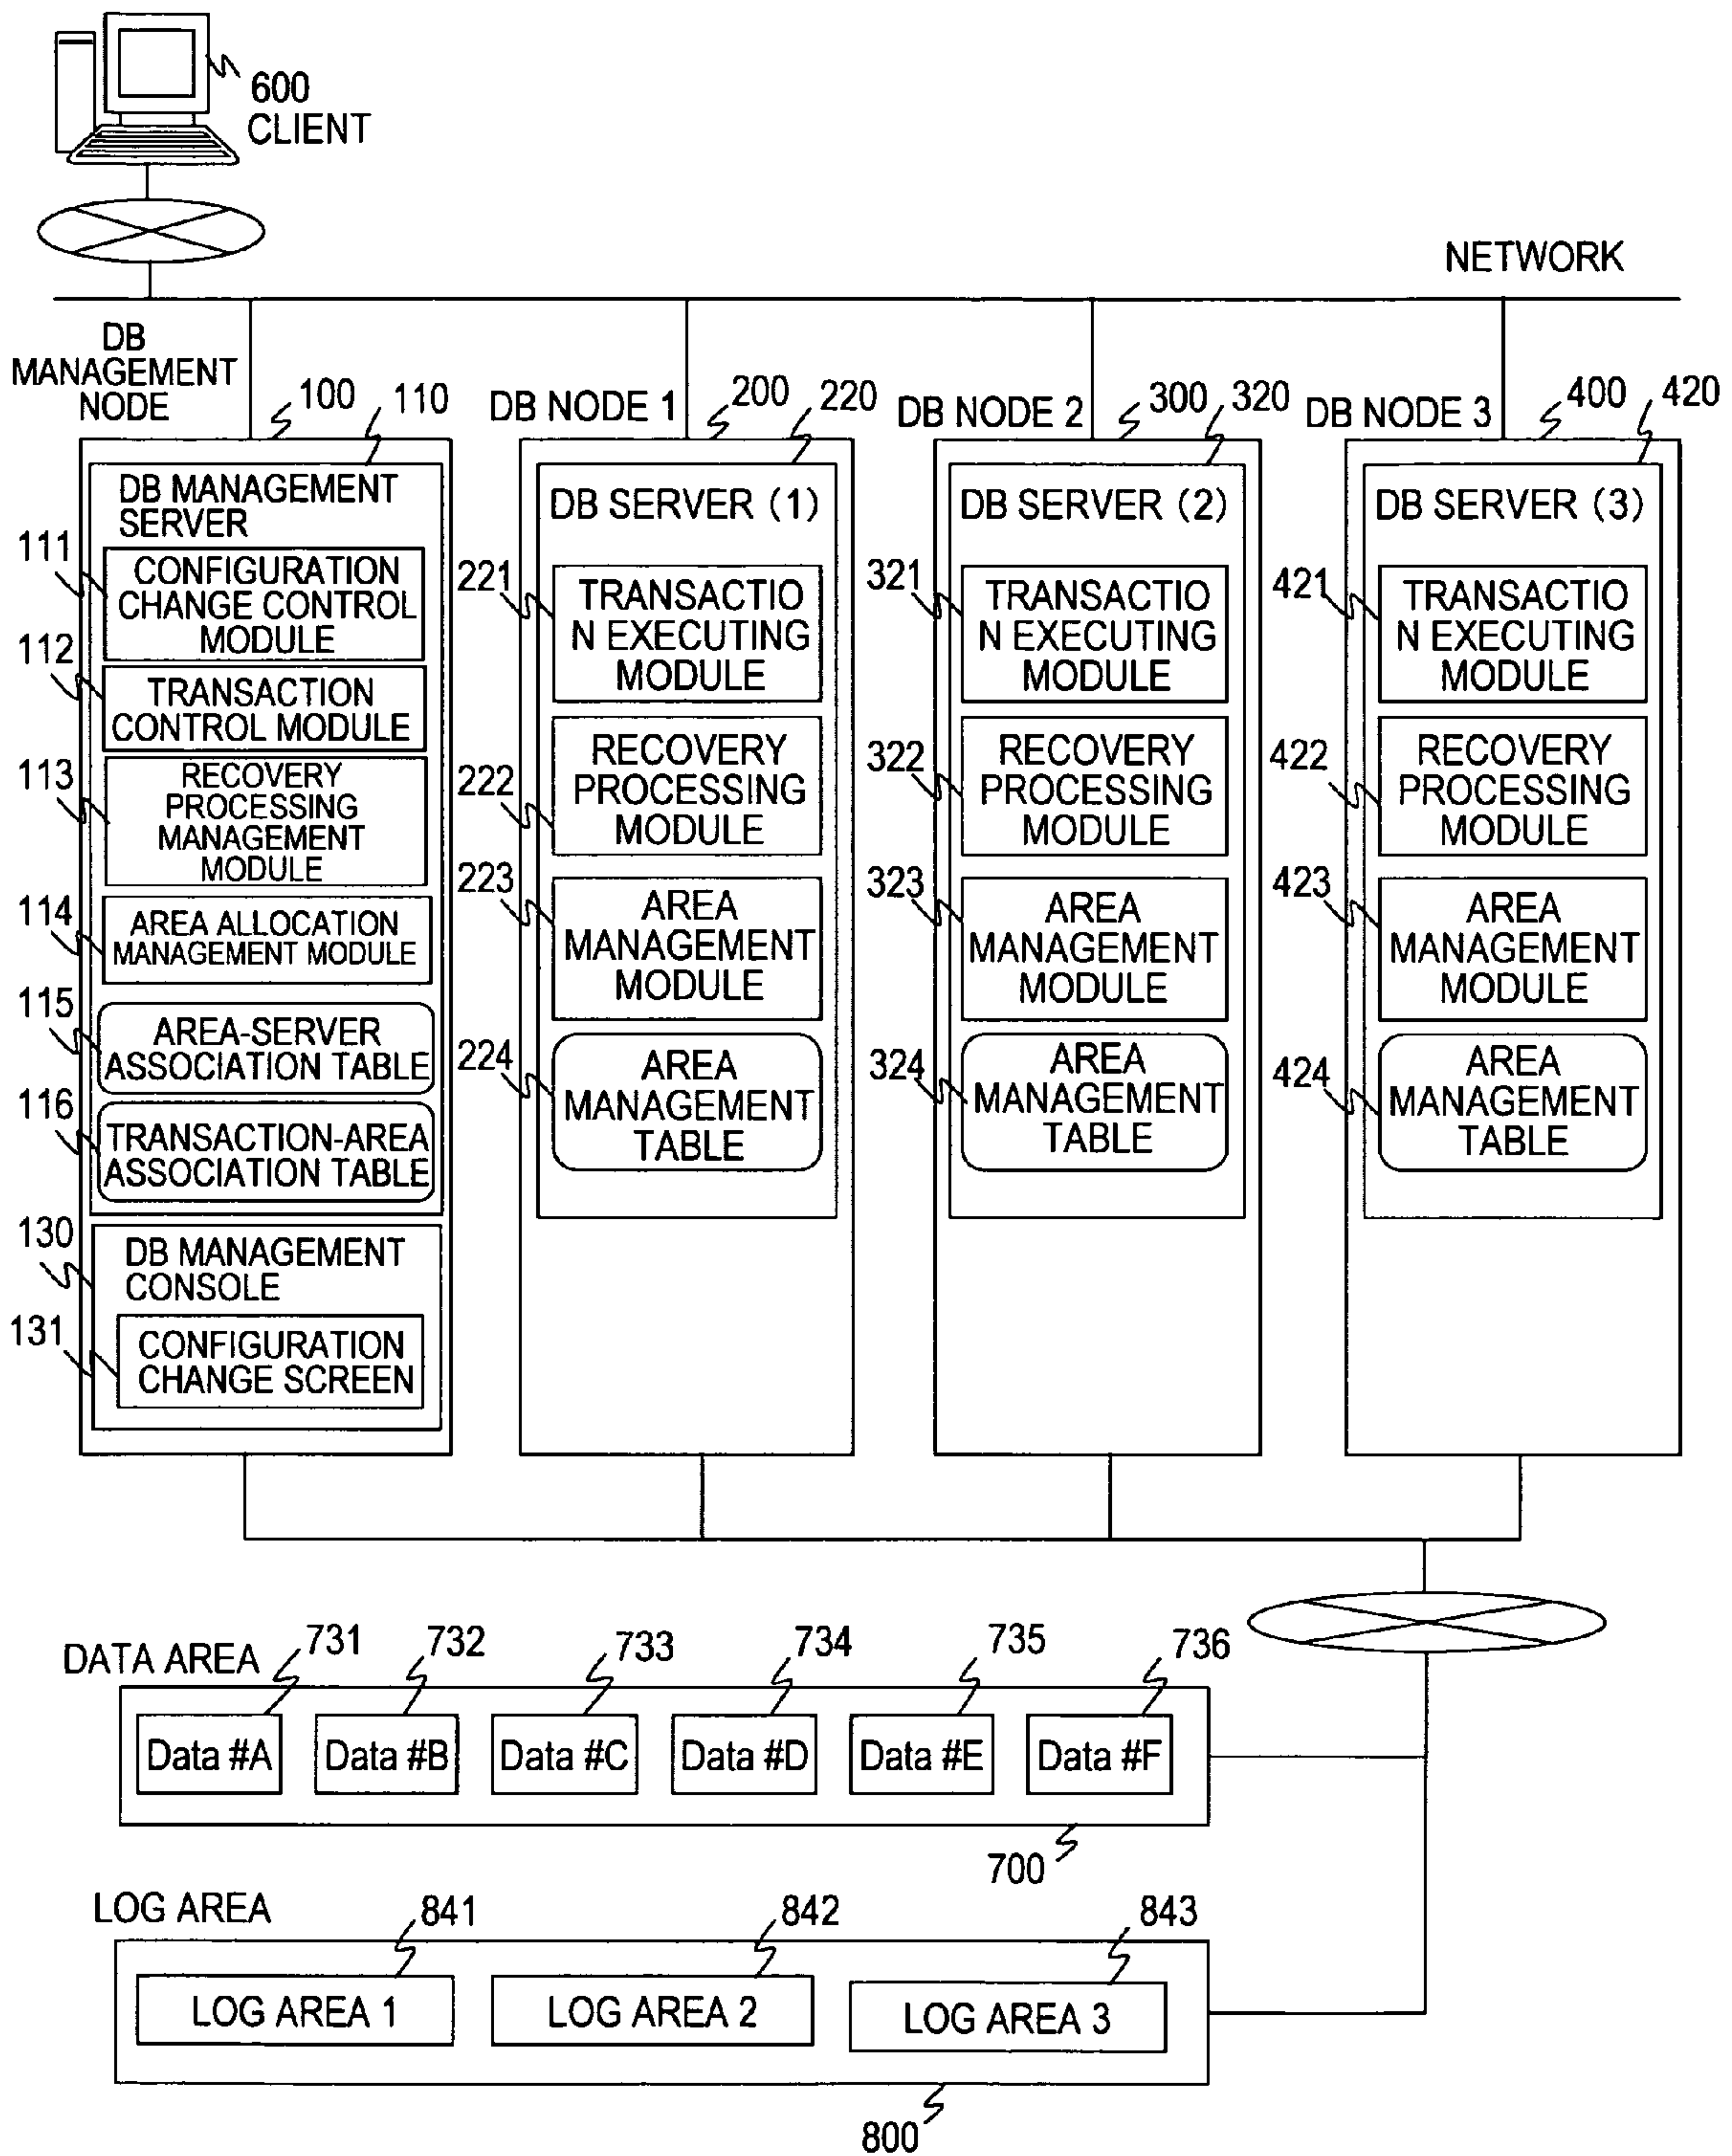 600
CLIENT
NETWORK
DB
MANAGEMENT
NODE
100
110
DB MANAGEMENT
SERVER
111
CONFIGURATION
CHANGE CONTROL
MODULE
112
TRANSACTION
CONTROL MODULE
113
RECOVERY
PROCESSING
MANAGEMENT
MODULE
114
AREA ALLOCATION
MANAGEMENT MODULE
115
AREA-SERVER
ASSOCIATION TABLE
116
TRANSACTION-AREA
ASSOCIATION TABLE
130
DB MANAGEMENT
CONSOLE
131
CONFIGURATION
CHANGE SCREEN
DB NODE 1
200
220
DB SERVER (1)
221
TRANSACTIO
N EXECUTING
MODULE
222
RECOVERY
PROCESSING
MODULE
223
AREA
MANAGEMENT
MODULE
224
AREA
MANAGEMENT
TABLE
DB NODE 2
300
320
DB SERVER (2)
321
TRANSACTIO
N EXECUTING
MODULE
322
RECOVERY
PROCESSING
MODULE
323
AREA
MANAGEMENT
MODULE
324
AREA
MANAGEMENT
TABLE
DB NODE 3
400
420
DB SERVER (3)
421
TRANSACTIO
N EXECUTING
MODULE
422
RECOVERY
PROCESSING
MODULE
423
AREA
MANAGEMENT
MODULE
424
AREA
MANAGEMENT
TABLE
DATA AREA
731
732
733
734
735
736
Data #A
Data #B
Data #C
Data #D
Data #E
Data #F
700
LOG AREA
841
842
843
LOG AREA 1
LOG AREA 2
LOG AREA 3
800